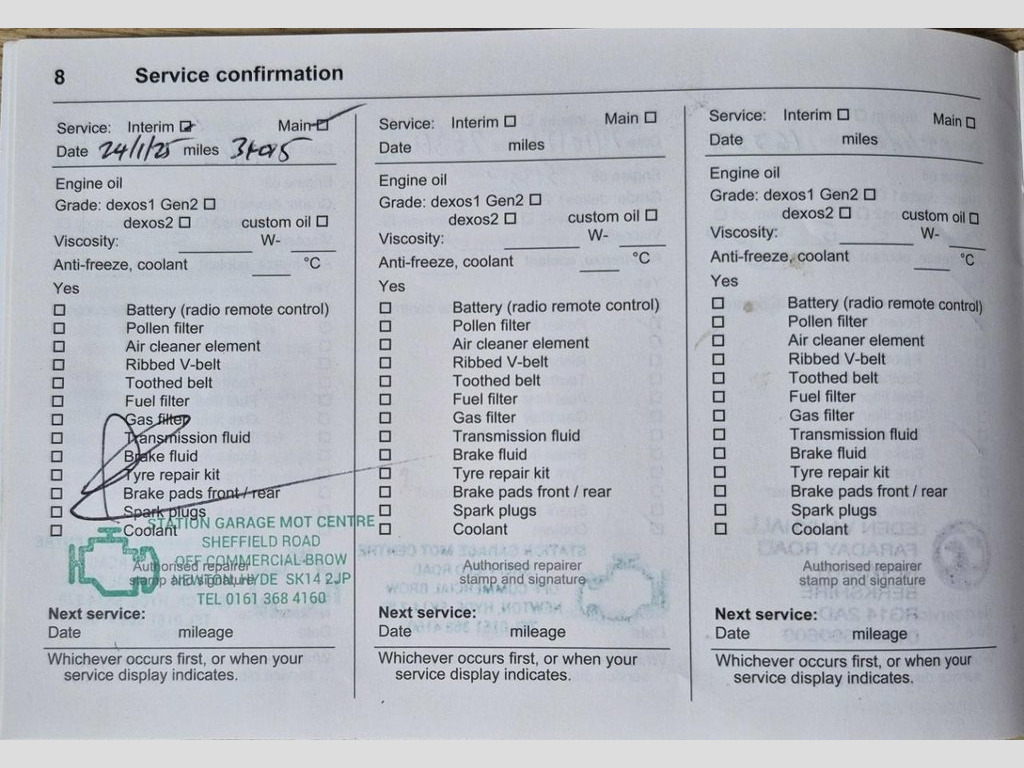 8 Service confirmation
Service: Interim Main
Date 24/1/25 miles
Engine oil
Grade: dexos1 Gen2
dexos2 custom oil
Viscosity: W-
Anti-freeze, coolant °C
Yes
Battery (radio remote control)
Pollen filter
Air cleaner element
Ribbed V-belt
Toothed belt
Fuel filter
Gas filter
Transmission fluid
Brake fluid
Tyre repair kit
Brake pads front / rear
Spark plugs
Coolant
STATION GARAGE MOT CENTRE
SHEFFIELD ROAD
OFF COMMERCIAL BROW
Authorised repairer
NEWTON, HYDE SK14 2JP
stamp and signature
TEL 0161 368 4160
Next service:
Date mileage
Whichever occurs first, or when your
service display indicates.
Service: Interim Main
Date miles
Engine oil
Grade: dexos1 Gen2
dexos2 custom oil
Viscosity: W-
Anti-freeze, coolant °C
Yes
Battery (radio remote control)
Pollen filter
Air cleaner element
Ribbed V-belt
Toothed belt
Fuel filter
Gas filter
Transmission fluid
Brake fluid
Tyre repair kit
Brake pads front / rear
Spark plugs
Coolant
Authorised repairer
stamp and signature
Next service:
Date mileage
Whichever occurs first, or when your
service display indicates.
Service: Interim Main
Date miles
Engine oil
Grade: dexos1 Gen2
dexos2 custom oil
Viscosity: W-
Anti-freeze, coolant °C
Yes
Battery (radio remote control)
Pollen filter
Air cleaner element
Ribbed V-belt
Toothed belt
Fuel filter
Gas filter
Transmission fluid
Brake fluid
Tyre repair kit
Brake pads front / rear
Spark plugs
Coolant
Authorised repairer
stamp and signature
Next service:
Date mileage
Whichever occurs first, or when your
service display indicates.